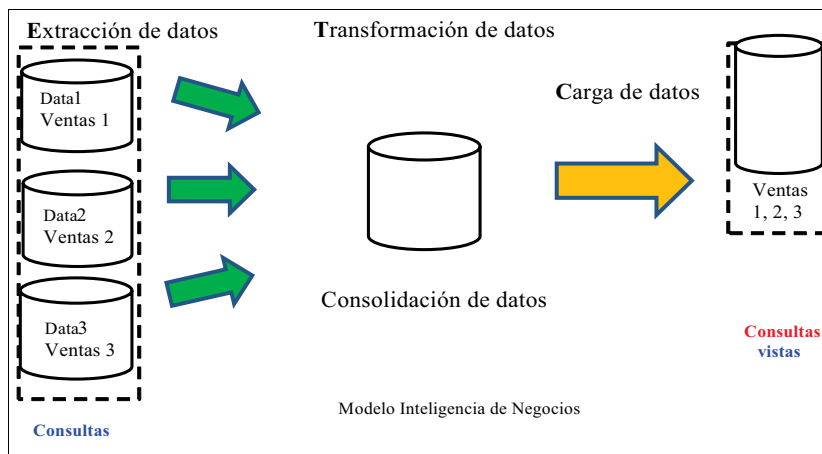 Extracción de datos
Transformación de datos
Data1
Ventas 1
Carga de datos
Data2
Ventas 2
Ventas
1, 2, 3
Data3
Ventas 3
Consolidación de datos
Consultas
vistas
Modelo Inteligencia de Negocios
Consultas